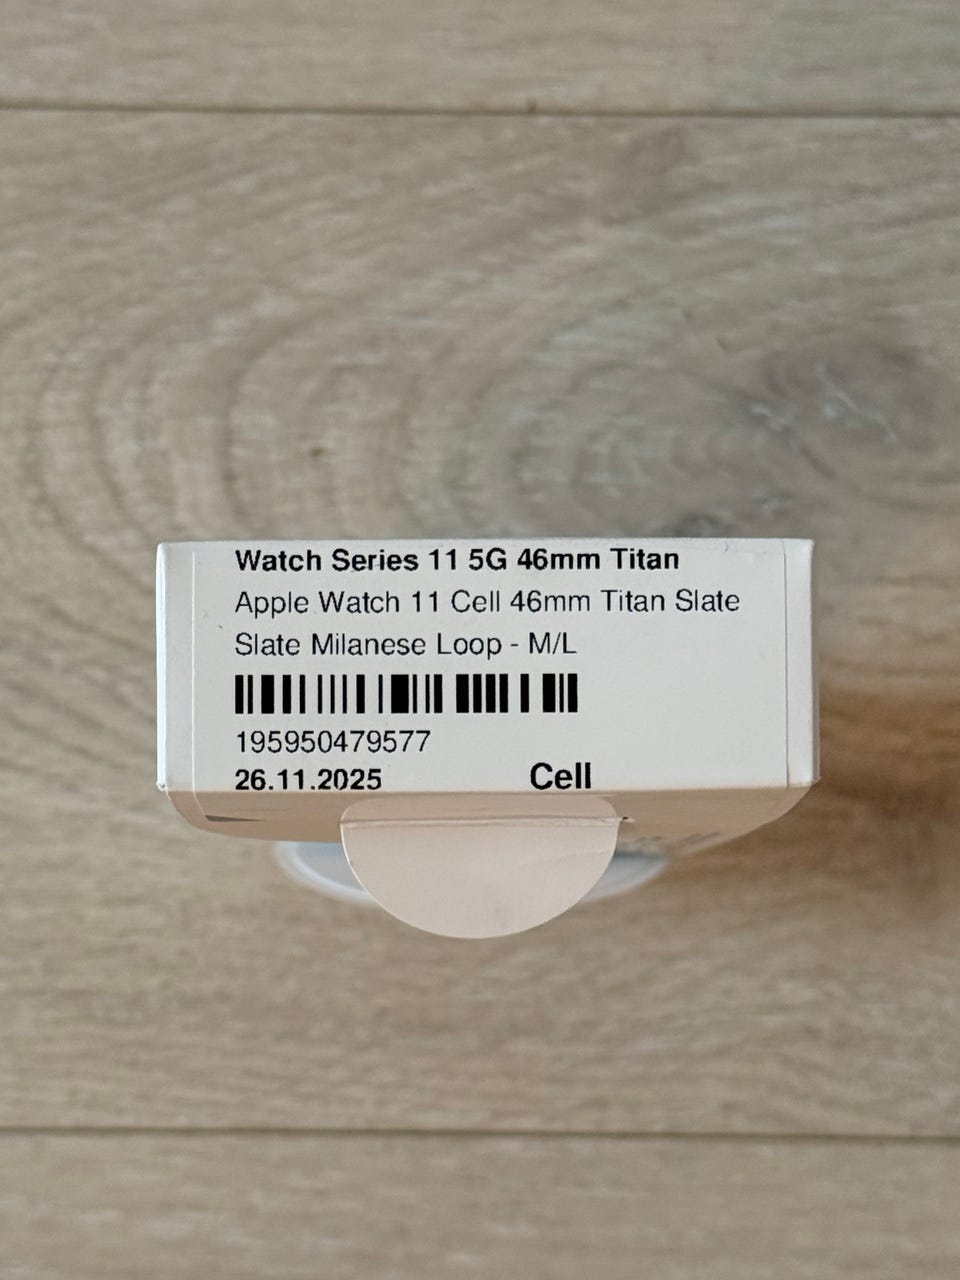 Watch Series 11 5G 46mm Titan
Apple Watch 11 Cell 46mm Titan Slate
Slate Milanese Loop - M/L
195950479577
26.11.2025 Cell